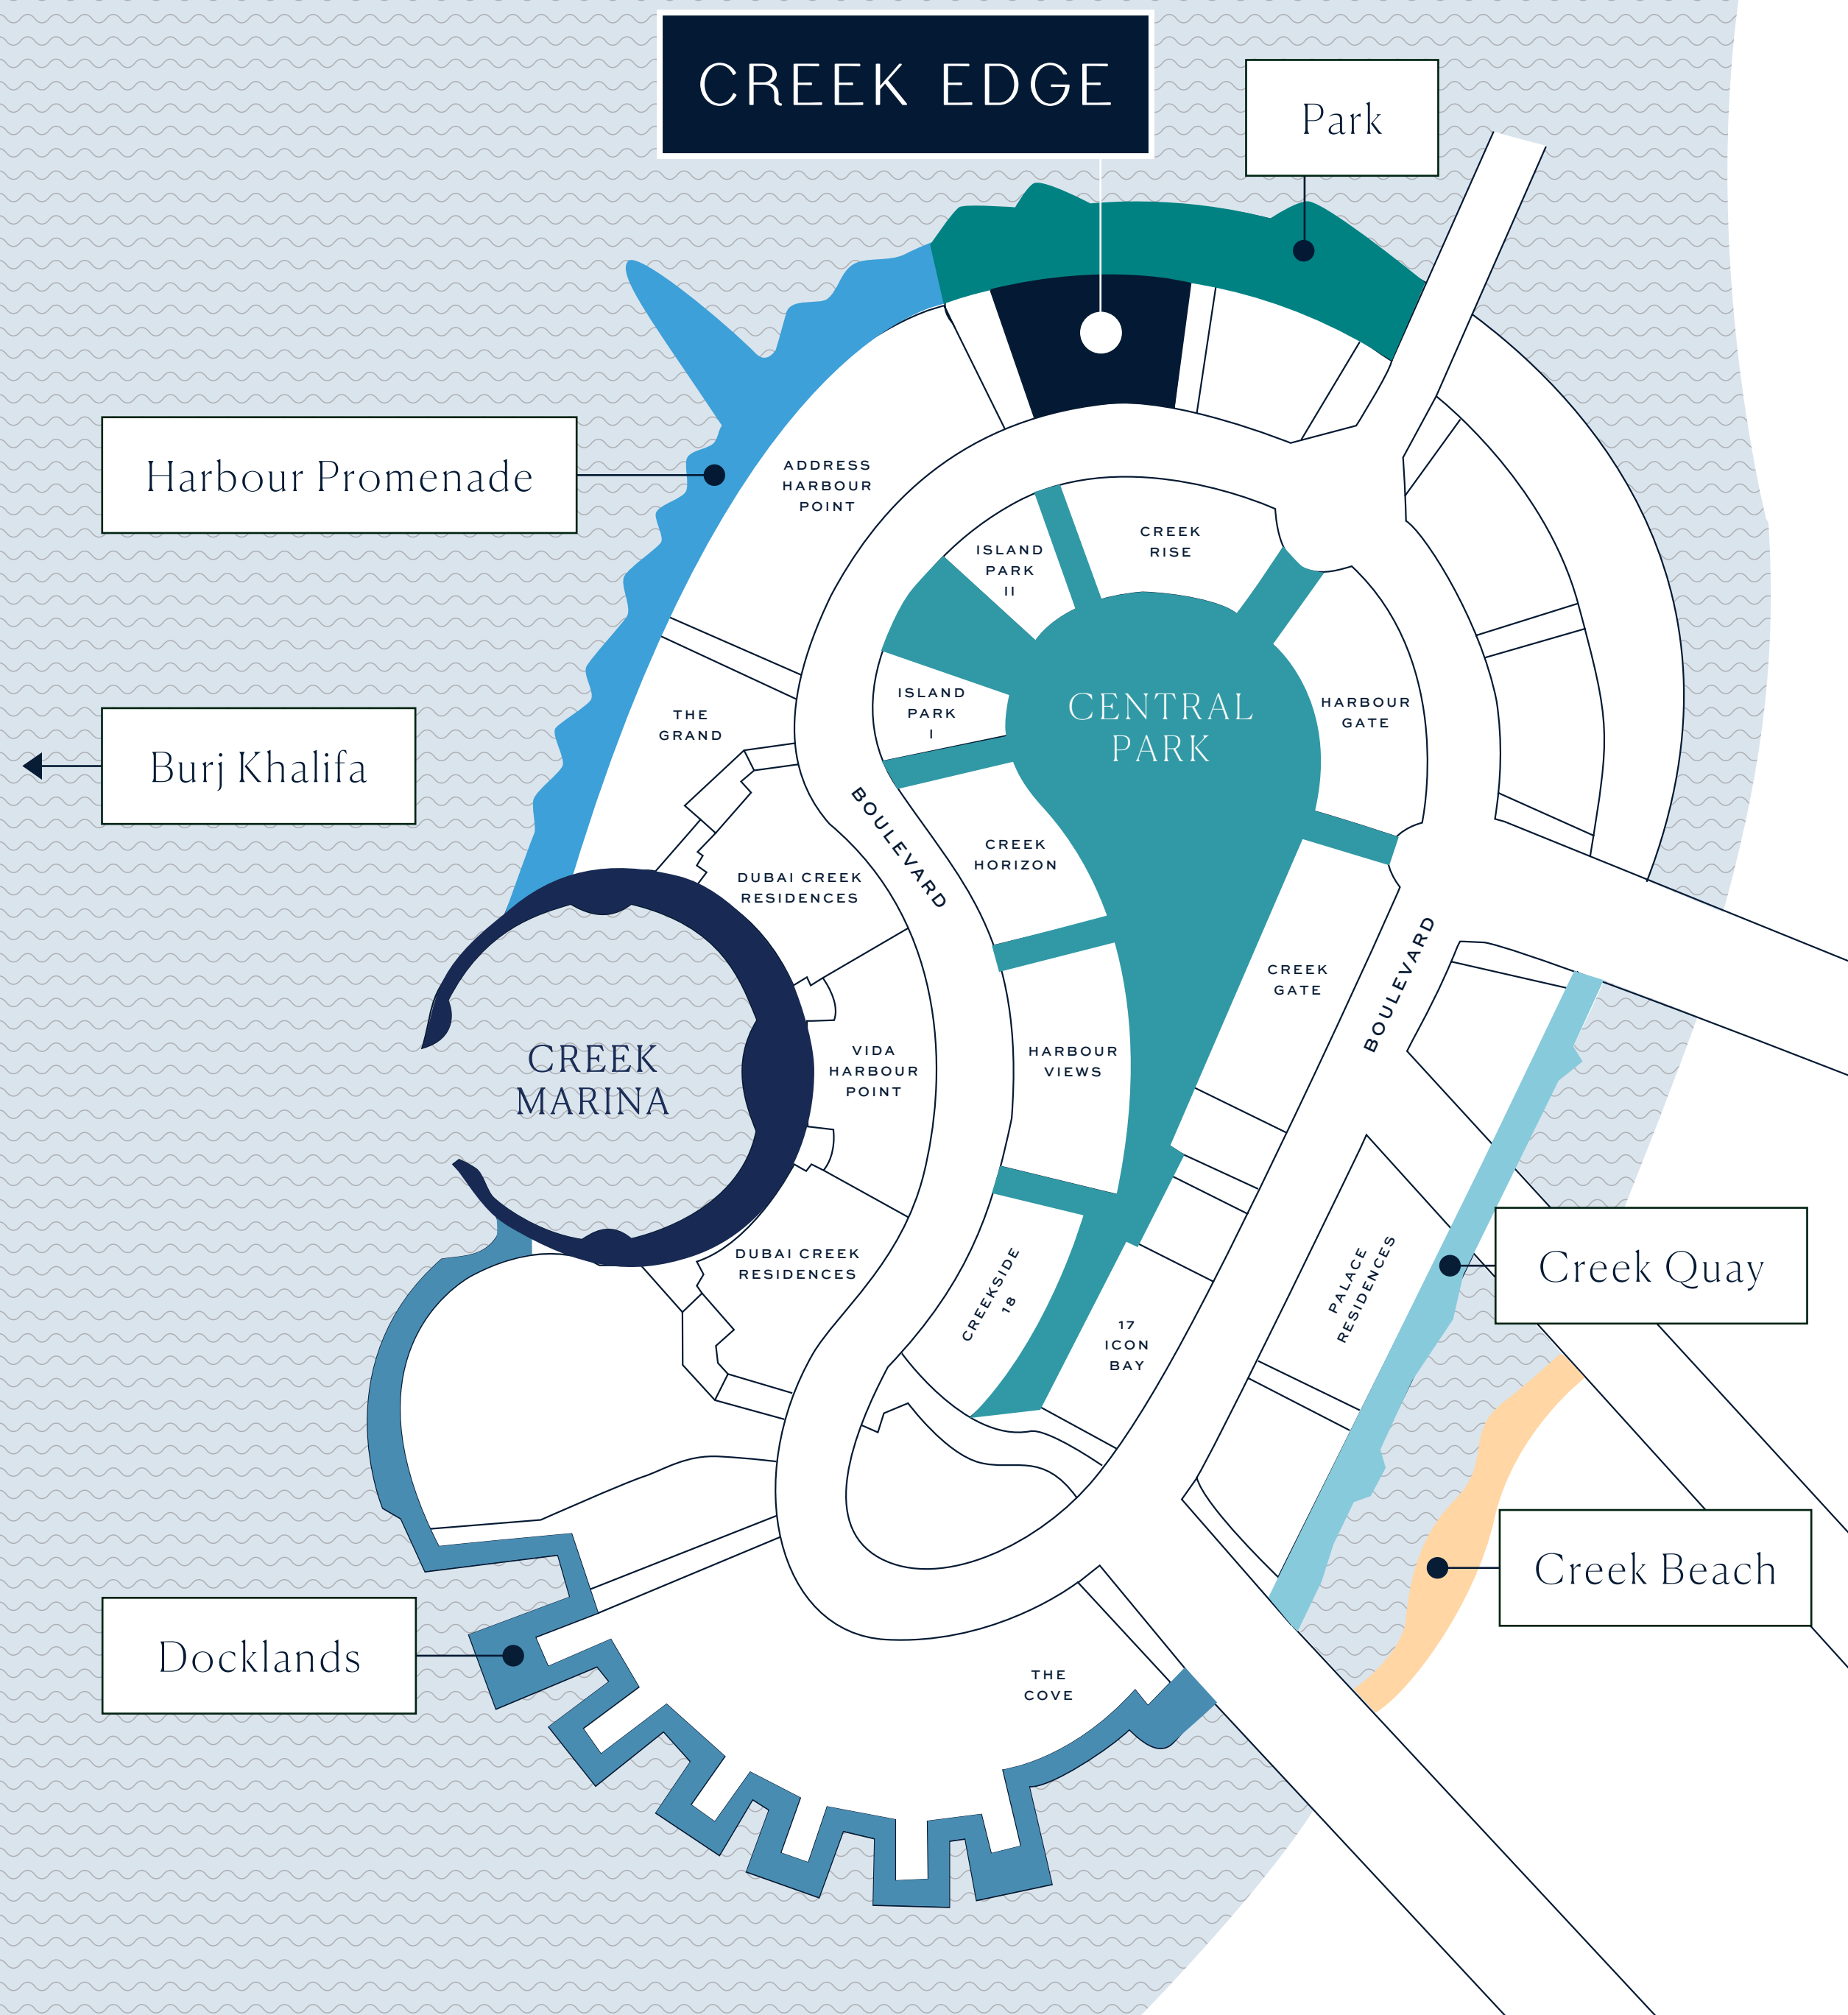 CREEK EDGE
Park
Harbour Promenade
ADDRESS
HARBOUR
POINT
CREEK
RISE
ISLAND
PARK
II
ISLAND
PARK
I
THE
GRAND
CENTRAL
PARK
HARBOUR
GATE
Burj Khalifa
BOULEVARD
CREEK
HORIZON
DUBAI CREEK
RESIDENCES
CREEK
GATE
BOULEVARD
CREEK
MARINA
VIDA
HARBOUR
POINT
HARBOUR
VIEWS
DUBAI CREEK
RESIDENCES
CREEKSIDE
18
17
ICON
BAY
PALACE
RESIDENCES
Creek Quay
Creek Beach
Docklands
THE
COVE